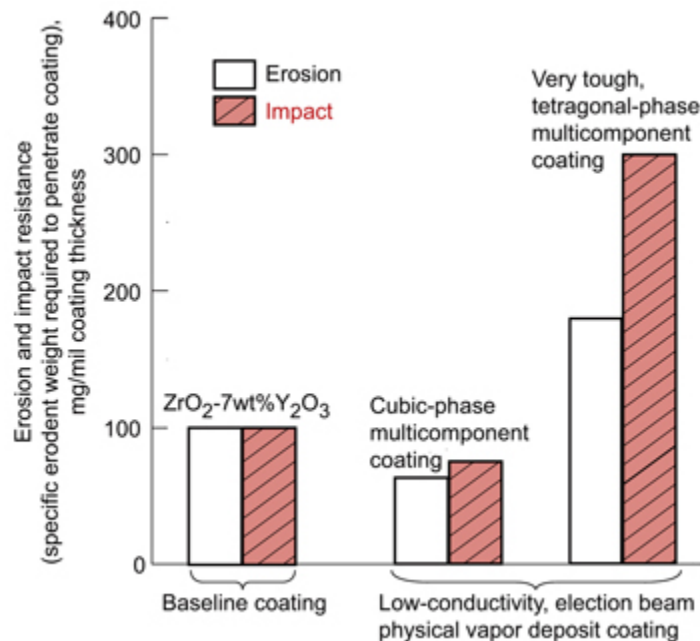 Erosion and impact resistance
(specific erodent weight required to penetrate coating),
mg/mil coating thickness
400
300
200
100
0
Erosion
Impact
ZrO2-7wt%Y2O3
Cubic-phase
multicomponent
coating
Very tough,
tetragonal-phase
multicomponent
coating
Baseline coating
Low-conductivity, election beam
physical vapor deposit coating